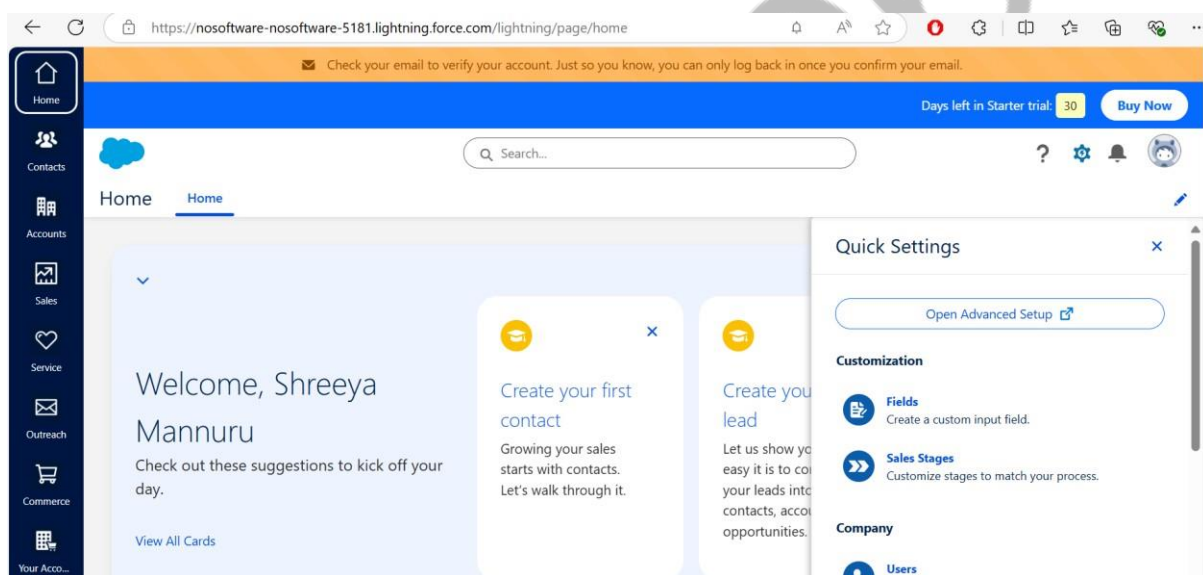 https://nosoftware-nosoftware-5181.lightning.force.com/lightning/page/home
Check your email to verify your account. Just so you know, you can only log back in once you confirm your email.
Days left in Starter trial: 30 Buy Now
Home
Contacts
Accounts
Sales
Service
Outreach
Commerce
Your Acco...
Search...
Home Home
Welcome, Shreeya
Mannuru
Check out these suggestions to kick off your
day.
View All Cards
Create your first
contact
Growing your sales
starts with contacts.
Let's walk through it.
Create you
lead
Let us show yo
easy it is to co
your leads into
contacts, accou
opportunities.
Quick Settings
Open Advanced Setup
Customization
Fields
Create a custom input field.
Sales Stages
Customize stages to match your process.
Company
Users